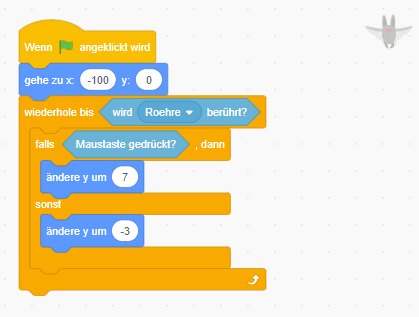 Wenn angeklickt wird
gehe zu x: -100 y: 0
wiederhole bis wird Roehre berührt?
falls Maustaste gedrückt? , dann
ändere y um 7
sonst
ändere y um -3